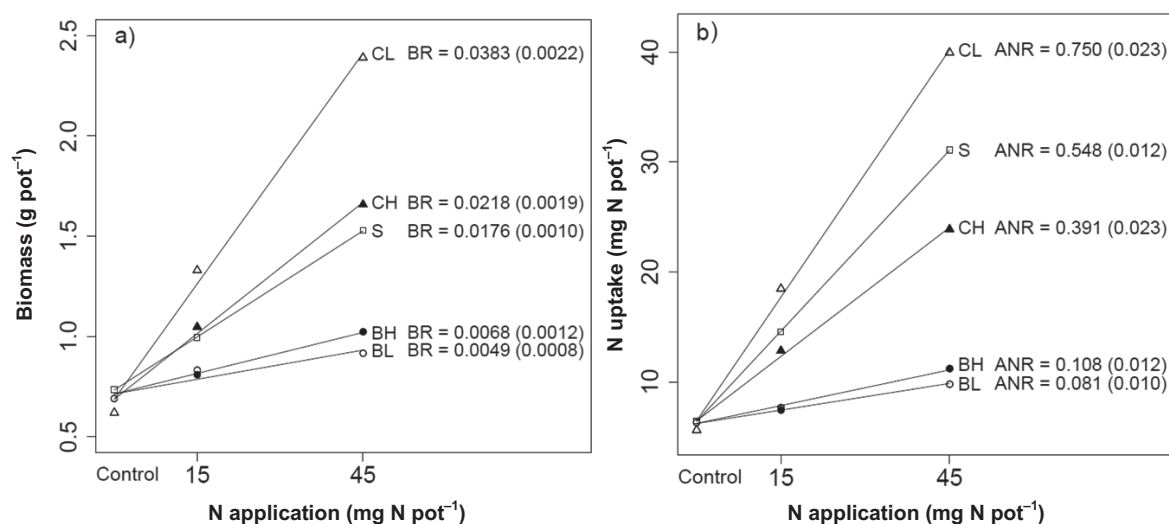 a)
Biomass (g pot⁻¹)
2.5
2.0
1.5
1.0
0.5
CL BR = 0.0383 (0.0022)
CH BR = 0.0218 (0.0019)
S BR = 0.0176 (0.0010)
BH BR = 0.0068 (0.0012)
BL BR = 0.0049 (0.0008)
Control 15 45
N application (mg N pot⁻¹)
b)
N uptake (mg N pot⁻¹)
40
30
20
10
CL ANR = 0.750 (0.023)
S ANR = 0.548 (0.012)
CH ANR = 0.391 (0.023)
BH ANR = 0.108 (0.012)
BL ANR = 0.081 (0.010)
Control 15 45
N application (mg N pot⁻¹)